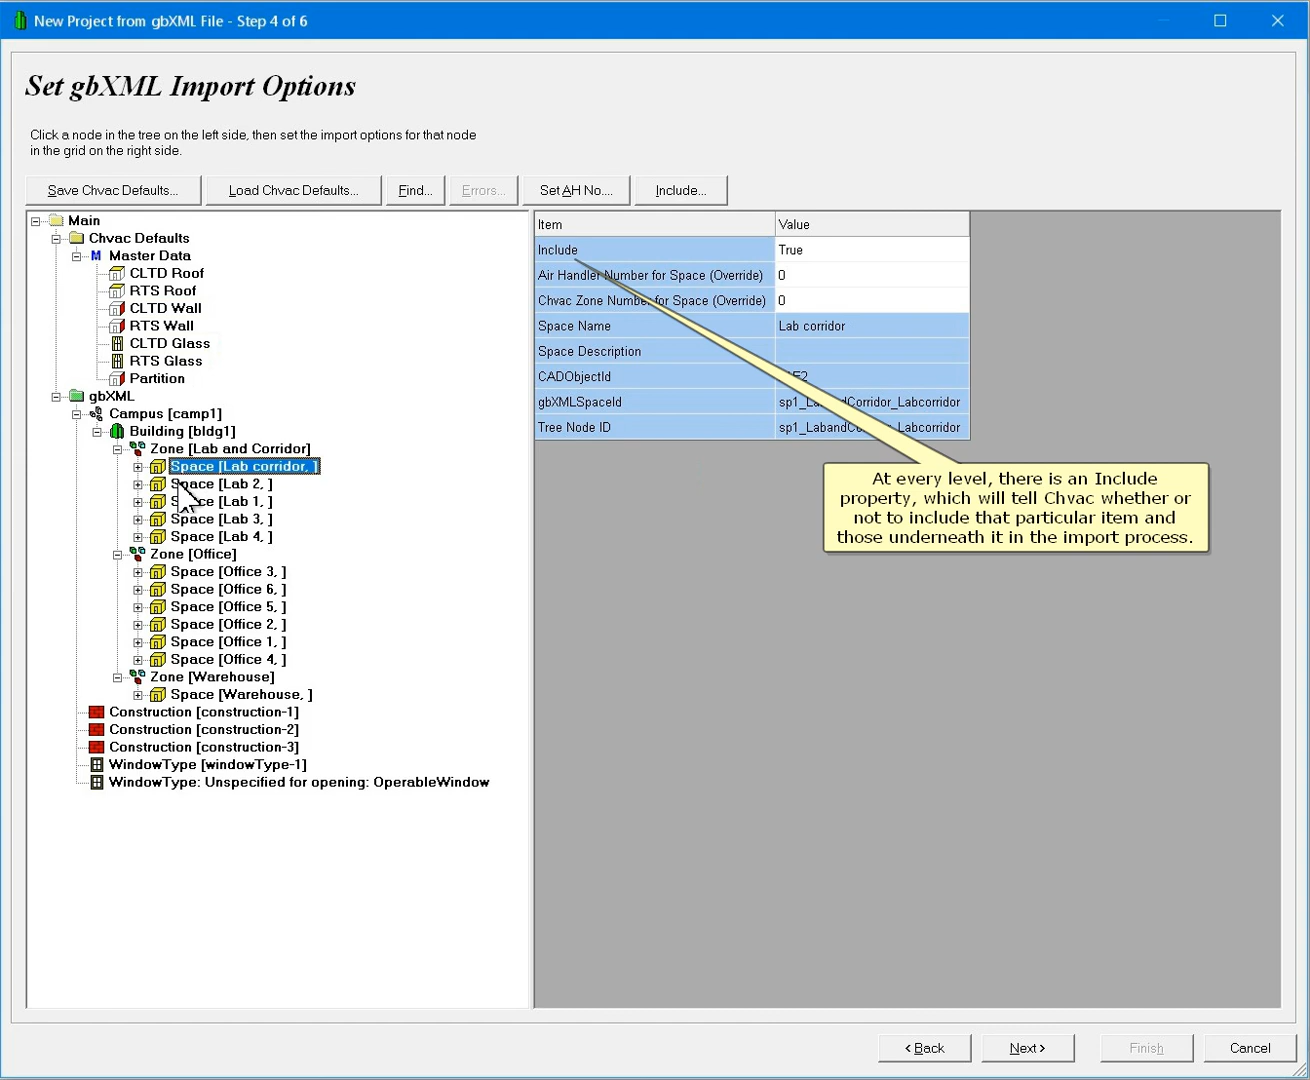 New Project from gbXML File - Step 4 of 6
Set gbXML Import Options
Click a node in the tree on the left side, then set the import options for that node
in the grid on the right side.
Save Chvac Defaults...
Load Chvac Defaults...
Find...
Errors...
Set AH No....
Include...
Main
Chvac Defaults
M Master Data
CLTD Roof
RTS Roof
CLTD Wall
RTS Wall
CLTD Glass
RTS Glass
Partition
gbXML
Campus [camp1]
Building [bldg1]
Zone [Lab and Corridor]
Space [Lab corridor, ]
Space [Lab 2, ]
[Lab 1, ]
Space [Lab 3, ]
Space [Lab 4, ]
Zone [Office]
Space [Office 3, ]
Space [Office 6, ]
Space [Office 5, ]
Space [Office 2, ]
Space [Office 1, ]
Space [Office 4, ]
Zone [Warehouse]
Space [Warehouse, ]
Construction [construction-1]
Construction [construction-2]
Construction [construction-3]
WindowType [windowType-1]
WindowType: Unspecified for opening: OperableWindow
Item Value
Include True
Air Handler Number for Space (Override) 0
Chvac Zone Number for Space (Override) 0
Space Name Lab corridor
Space Description
CADObjectId
gbXMLSpaceId sp1_LabandCorridor_Labcorridor
Tree Node ID sp1_LabandCorridor_Labcorridor
At every level, there is an Include
property, which will tell Chvac whether or
not to include that particular item and
those underneath it in the import process.
< Back
Next >
Finish
Cancel